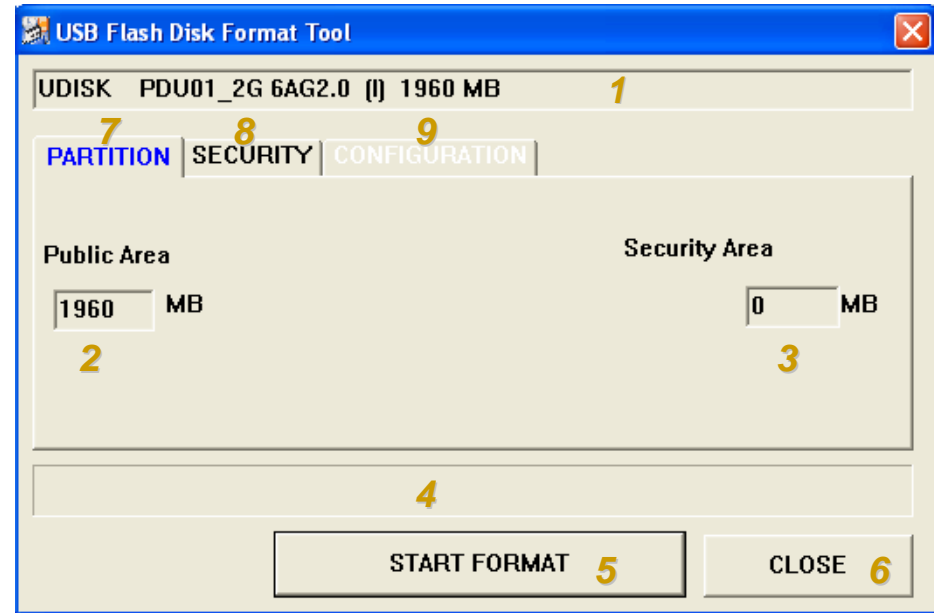 USB Flash Disk Format Tool
UDISK PDU01_2G 6AG2.0 (I) 1960 MB 1
7 8 9
PARTITION SECURITY CONFIGURATION
Public Area Security Area
1960 MB 0 MB
2 3
4
START FORMAT 5 CLOSE 6